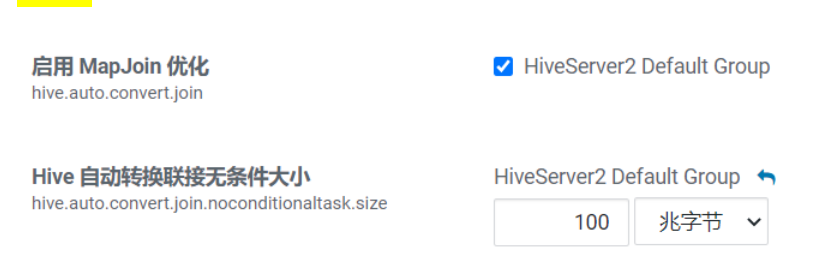 启用 MapJoin 优化
HiveServer2 Default Group
hive.auto.convert.join
Hive 自动转换联接无条件大小
HiveServer2 Default Group
hive.auto.convert.join.noconditionaltask.size
100 兆字节